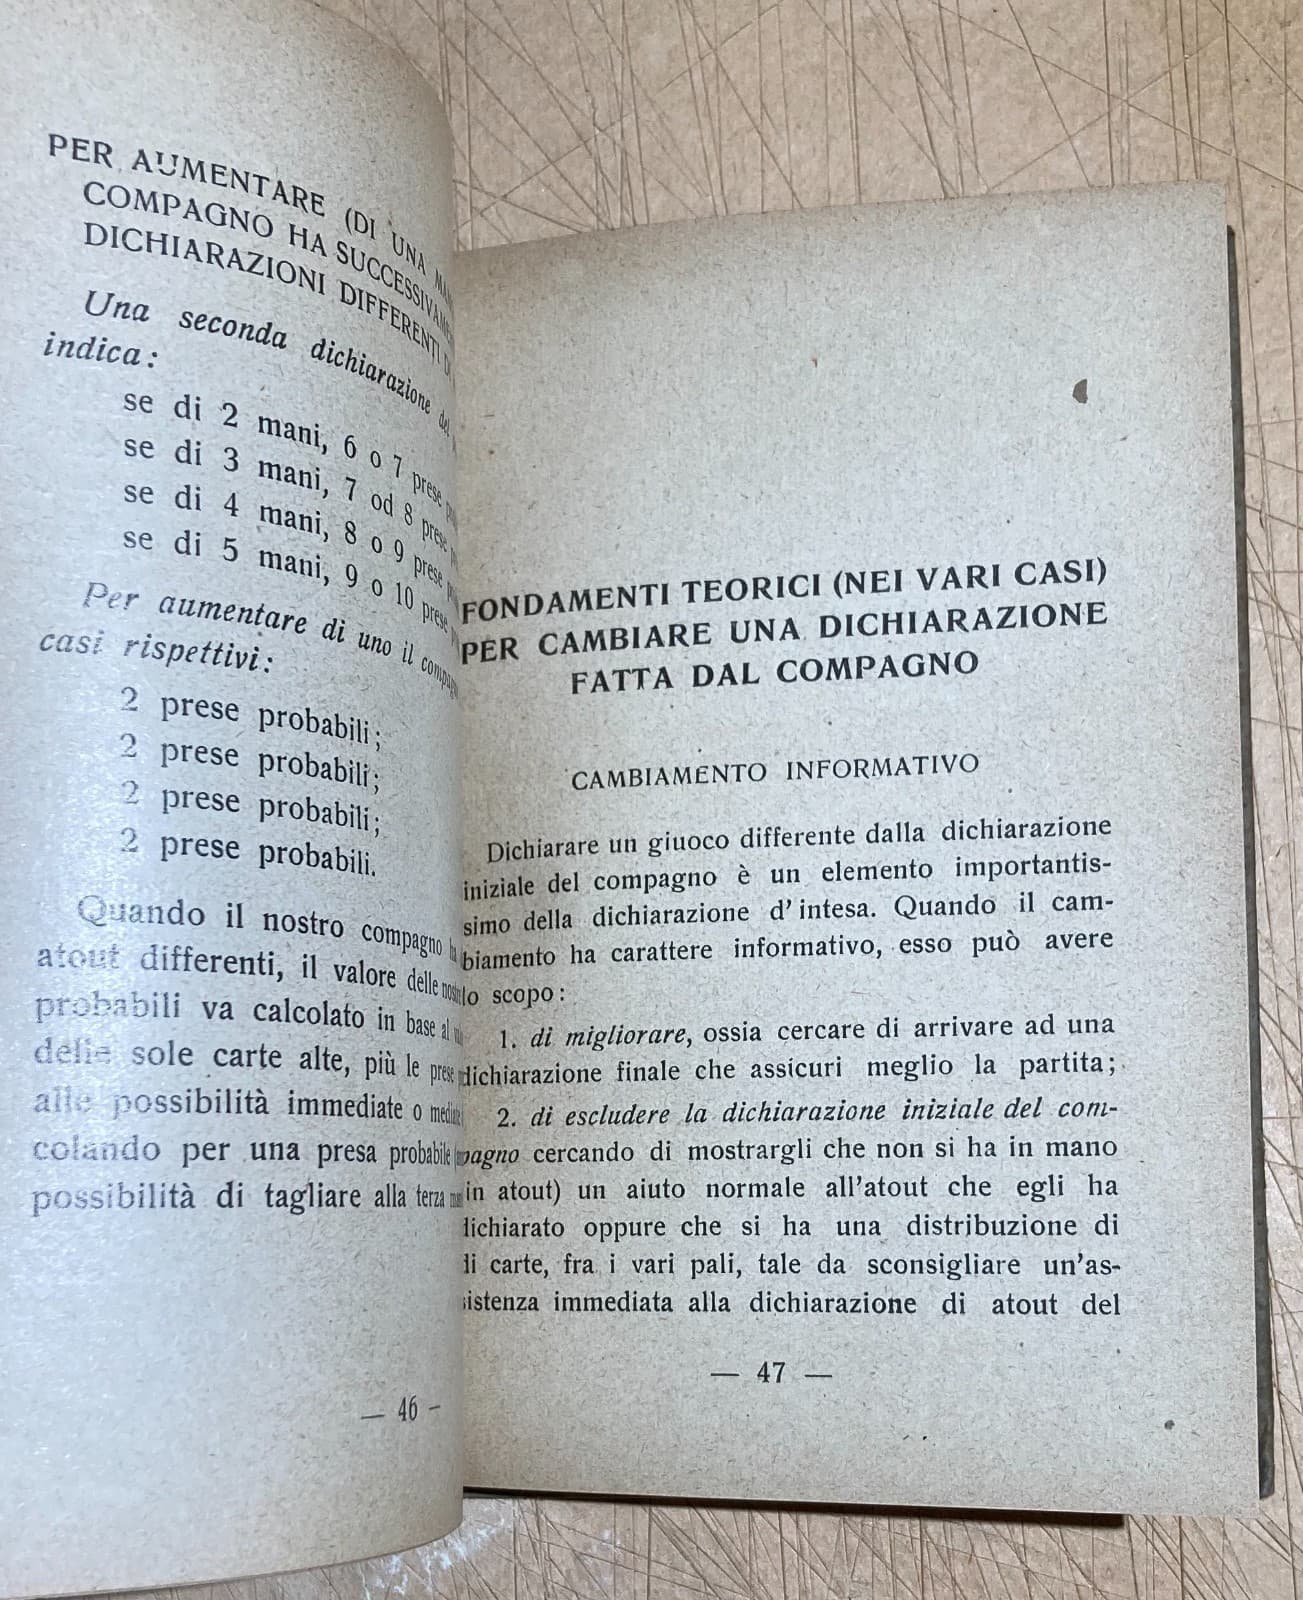 PER AUMENTARE (DI UNA
COMPAGNO HA
DICHIARAZIONI DIFFERENTI
Una seconda dichiarazione del
indica:
se di 2 mani, 6 o 7 prese
se di 3 mani, 7 od 8 prese
se di 4 mani, 8 o 9 prese
se di 5 mani, 9 o 10 prese
Per aumentare di uno il
casi rispettivi:
2 prese probabili;
2 prese probabili;
2 prese probabili;
2 prese probabili.
Quando il nostro compagno
atout differenti, il valore delle
probabili va calcolato in base al
delle sole carte alte, più le prese
alle possibilità immediate o
colando per una presa probabile
possibilità di tagliare alla terza
— 46 —
FONDAMENTI TEORICI (NEI VARI CASI)
PER CAMBIARE UNA DICHIARAZIONE
FATTA DAL COMPAGNO
CAMBIAMENTO INFORMATIVO
Dichiarare un giuoco differente dalla dichiarazione
iniziale del compagno è un elemento importantis-
simo della dichiarazione d'intesa. Quando il cam-
biamento ha carattere informativo, esso può avere
lo scopo:
1. di migliorare, ossia cercare di arrivare ad una
dichiarazione finale che assicuri meglio la partita;
2. di escludere la dichiarazione iniziale del com-
pagno cercando di mostrargli che non si ha in mano
in atout) un aiuto normale all'atout che egli ha
dichiarato oppure che si ha una distribuzione di
di carte, fra i vari pali, tale da sconsigliare un'as-
sistenza immediata alla dichiarazione di atout del
— 47 —